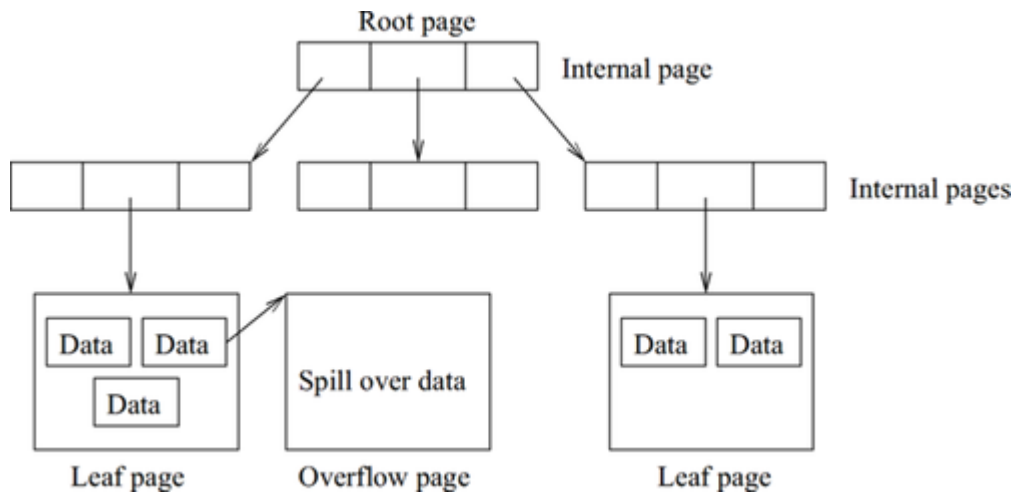 Root page
Internal page
Internal pages
Data
Data
Data
Spill over data
Data
Data
Leaf page
Overflow page
Leaf page